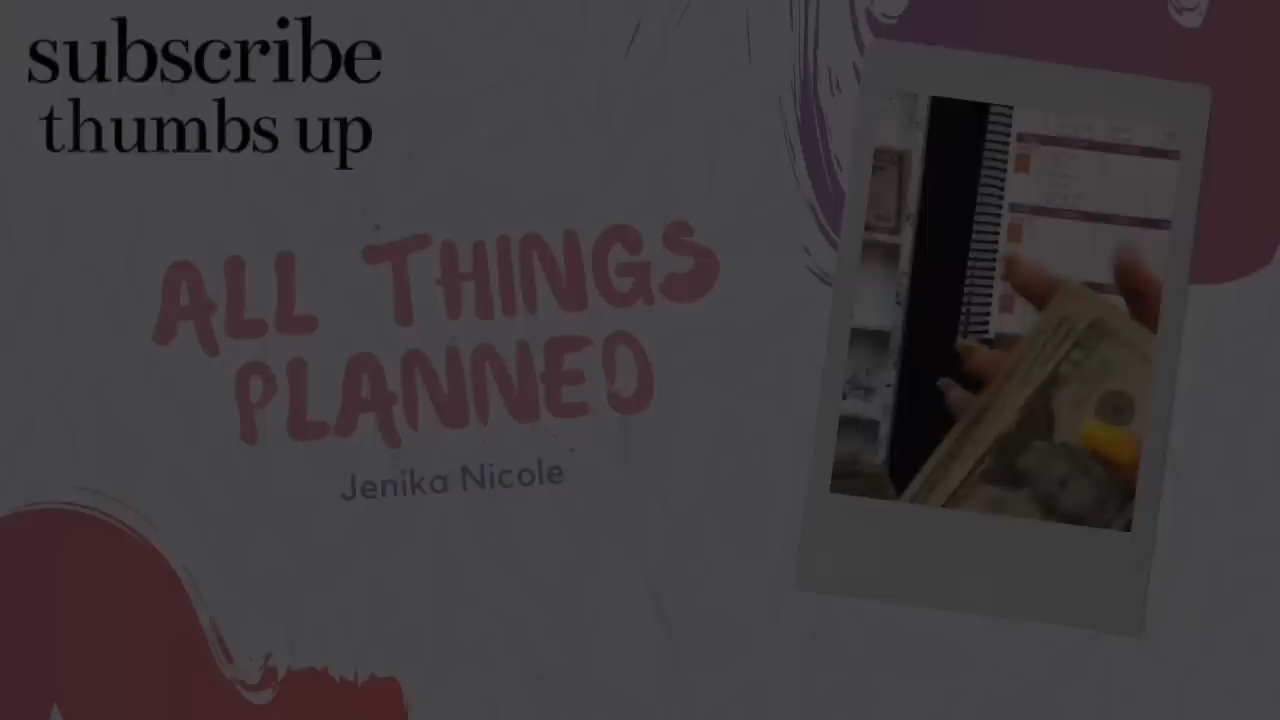 subscribe
thumbs up
ALL THINGS
PLANNED
Jenika Nicole